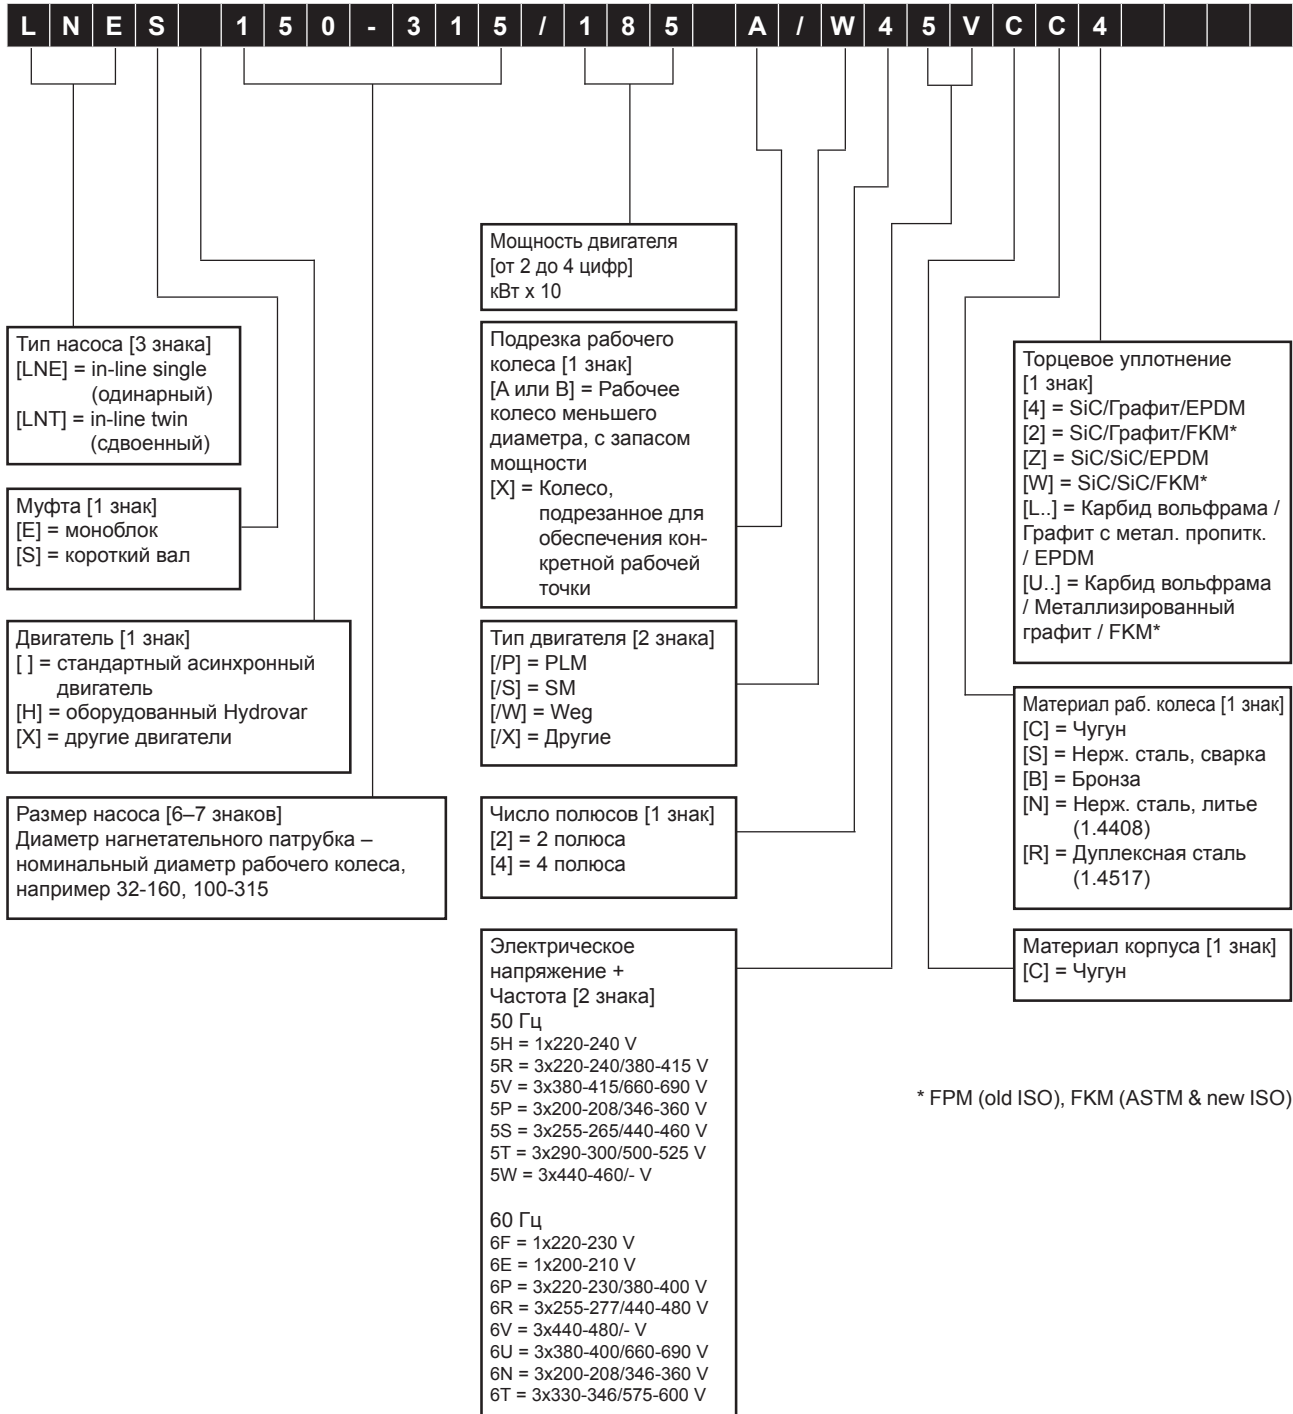 LNES 150-315/185 A/W45VCC4
Мощность двигателя
[от 2 до 4 цифр]
кВт x 10
Тип насоса [3 знака]
[LNE] = in-line single
(одинарный)
[LNT] = in-line twin
(сдвоенный)
Муфта [1 знак]
[E] = моноблок
[S] = короткий вал
Двигатель [1 знак]
[ ] = стандартный асинхронный
двигатель
[H] = оборудованный Hydrovar
[X] = другие двигатели
Размер насоса [6–7 знаков]
Диаметр нагнетательного патрубка –
номинальный диаметр рабочего колеса,
например 32-160, 100-315
Подрезка рабочего
колеса [1 знак]
[A или B] = Рабочее
колесо меньшего
диаметра, с запасом
мощности
[X] = Колесо,
подрезанное для
обеспечения кон-
кретной рабочей
точки
Тип двигателя [2 знака]
[/P] = PLM
[/S] = SM
[/W] = Weg
[/X] = Другие
Число полюсов [1 знак]
[2] = 2 полюса
[4] = 4 полюса
Электрическое
напряжение +
Частота [2 знака]
50 Гц
5H = 1x220-240 V
5R = 3x220-240/380-415 V
5V = 3x380-415/660-690 V
5P = 3x200-208/346-360 V
5S = 3x255-265/440-460 V
5T = 3x290-300/500-525 V
5W = 3x440-460/- V
60 Гц
6F = 1x220-230 V
6E = 1x200-210 V
6P = 3x220-230/380-400 V
6R = 3x255-277/440-480 V
6V = 3x440-480/- V
6U = 3x380-400/660-690 V
6N = 3x200-208/346-360 V
6T = 3x330-346/575-600 V
Торцевое уплотнение
[1 знак]
[4] = SiC/Графит/EPDM
[2] = SiC/Графит/FKM*
[Z] = SiC/SiC/EPDM
[W] = SiC/SiC/FKM*
[L..] = Карбид вольфрама /
Графит с метал. пропитк.
/ EPDM
[U..] = Карбид вольфрама
/ Металлизированный
графит / FKM*
Материал раб. колеса [1 знак]
[C] = Чугун
[S] = Нерж. сталь, сварка
[B] = Бронза
[N] = Нерж. сталь, литье
(1.4408)
[R] = Дуплексная сталь
(1.4517)
Материал корпуса [1 знак]
[C] = Чугун
* FPM (old ISO), FKM (ASTM & new ISO)